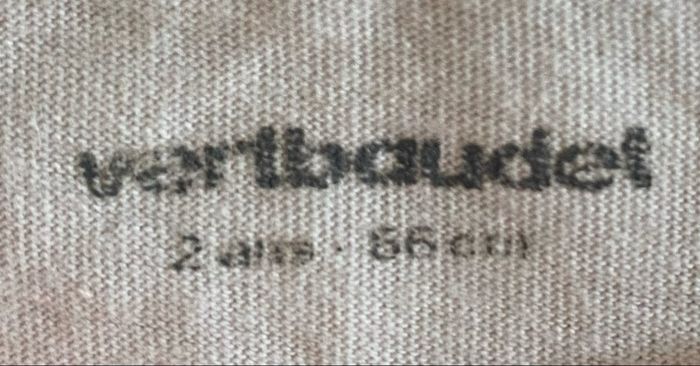 vertbaudet
2 ans · 86 cm